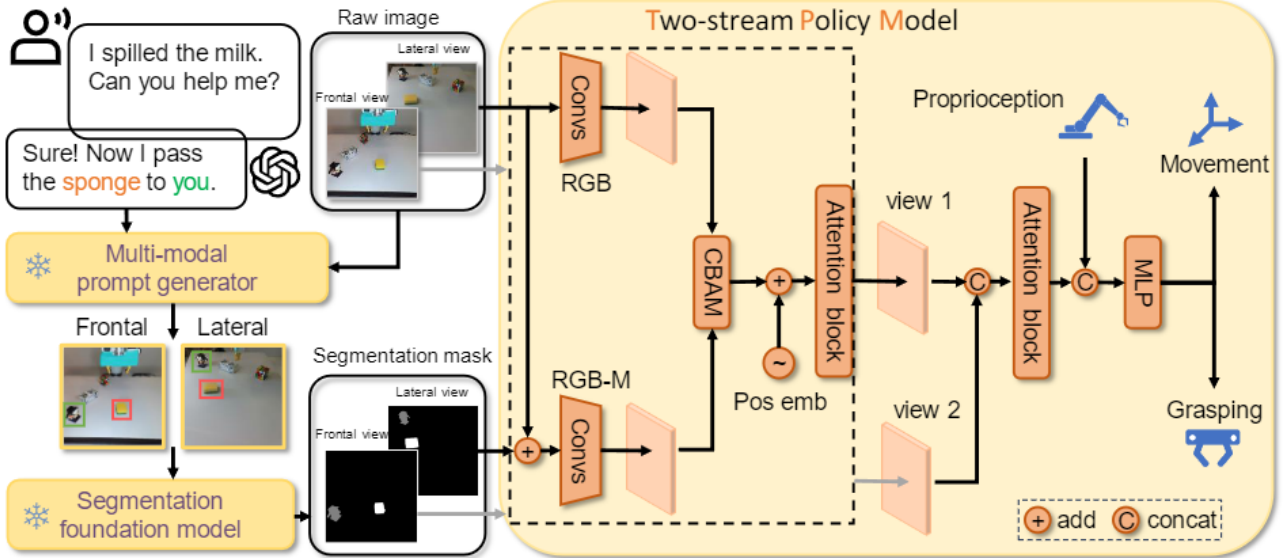 I spilled the milk.
Can you help me?
Sure! Now I pass
the sponge to you.
Multi-modal
prompt generator
Frontal
Lateral
Segmentation
foundation model
Raw image
Lateral view
Frontal view
Segmentation mask
Lateral view
Frontal view
Two-stream Policy Model
Convs
RGB
RGB-M
Convs
CBAM
+
+
~
Pos emb
Attention block
view 1
view 2
C
Attention block
Proprioception
C
MLP
Movement
Grasping
+ add
C concat